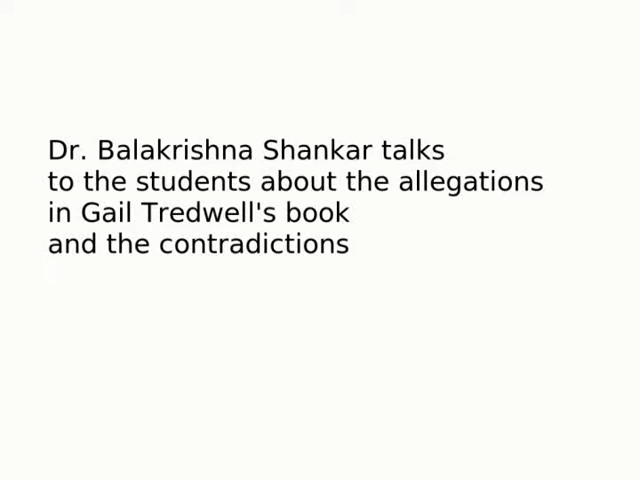 Dr. Balakrishna Shankar talks
to the students about the allegations
in Gail Tredwell's book
and the contradictions